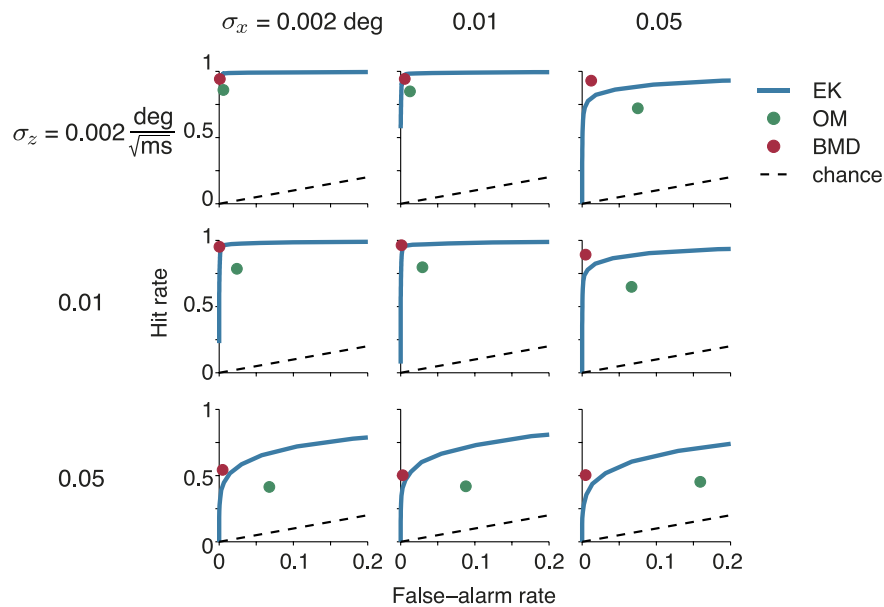 σx = 0.002 deg
0.01
0.05
σz = 0.002 deg/√ms
1
0.5
0
EK
OM
BMD
chance
0.01
Hit rate
1
0.5
0
0.05
1
0.5
0
0 0.1 0.2
0 0.1 0.2
0 0.1 0.2
False−alarm rate